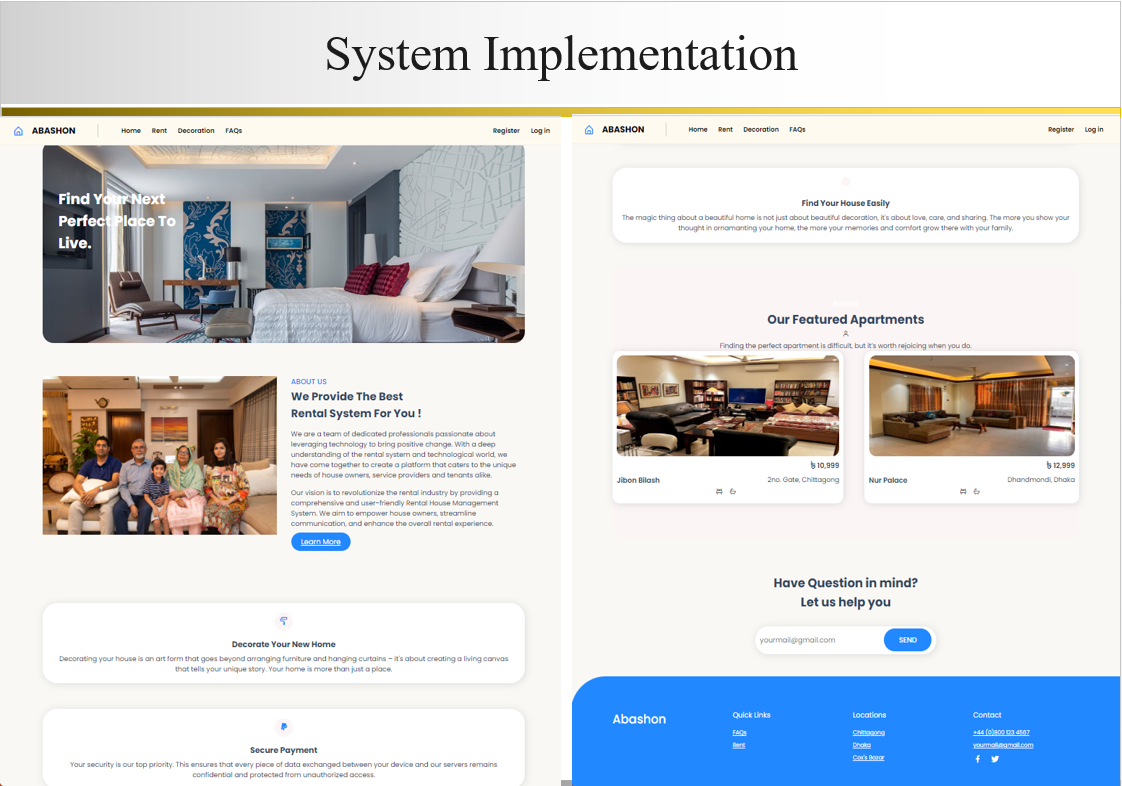 System Implementation
ABASHON
Home Rent Decoration FAQs
Register Log in
Find Your Next
Perfect Place To
Live.
ABOUT US
We Provide The Best
Rental System For You !
We are a team of dedicated professionals passionate about
leveraging technology to bring positive change. With a deep
understanding of the rental system and technological world, we
have come together to create a platform that caters to the unique
needs of house owners, service providers and tenants alike.
Our vision is to revolutionize the rental industry by providing a
comprehensive and user-friendly Rental House Management
System. We aim to empower house owners, streamline
communication, and enhance the overall rental experience.
Learn More
Decorate Your New Home
Decorating your house is an art form that goes beyond arranging furniture and hanging curtains – it's about creating a living canvas
that tells your unique story. Your home is more than just a place.
Secure Payment
Your security is our top priority. This ensures that every piece of data exchanged between your device and our servers remains
confidential and protected from unauthorized access.
ABASHON
Home Rent Decoration FAQs
Register Log in
Find Your House Easily
The magic thing about a beautiful home is not just about beautiful decoration, it's about love, care, and sharing. The more you show your
thought in ornamanting your home, the more your memories and comfort grow there with your family.
Our Featured Apartments
Finding the perfect apartment is difficult, but it's worth rejoicing when you do.
৳ 10,999
Jibon Bilash 2no. Gate, Chittagong
৳ 12,999
Nur Palace Dhandmondi, Dhaka
Have Question in mind?
Let us help you
yourmail@gmail.com SEND
Abashon
Quick Links
FAQs
Rent
Locations
Chittagong
Dhaka
Cox's Bazar
Contact
+44 (0)800 123 4567
yourmail@gmail.com